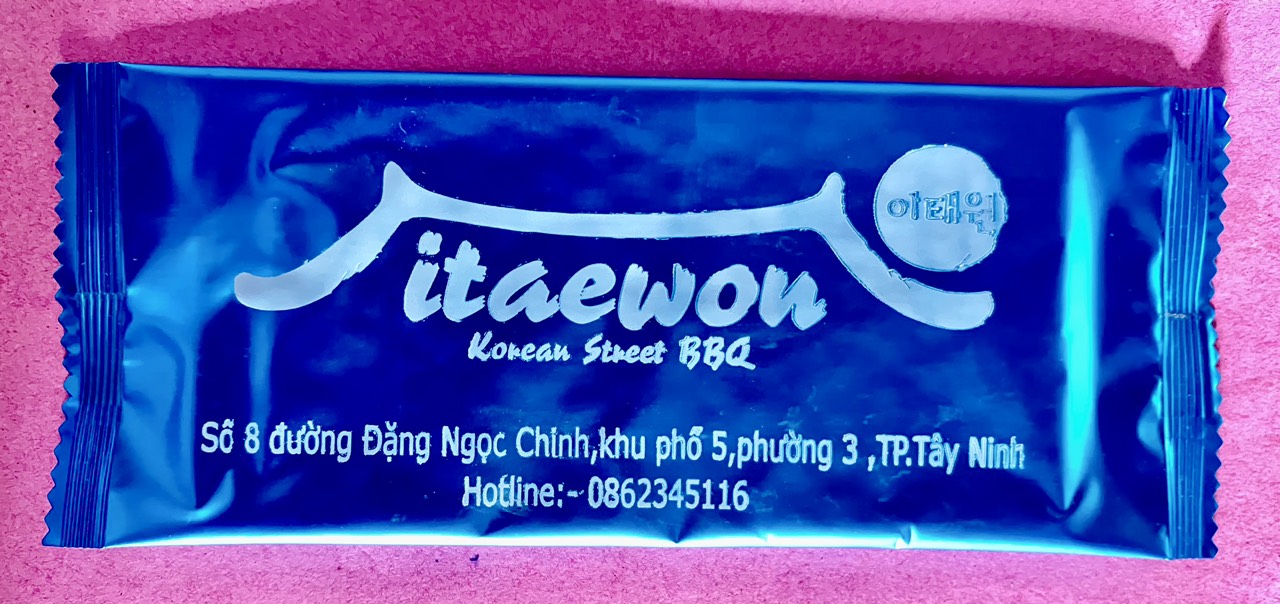 이태원
itaewon
Korean Street BBQ
Số 8 đường Đặng Ngọc Chinh,khu phố 5,phường 3 ,TP.Tây Ninh
Hotline:- 0862345116